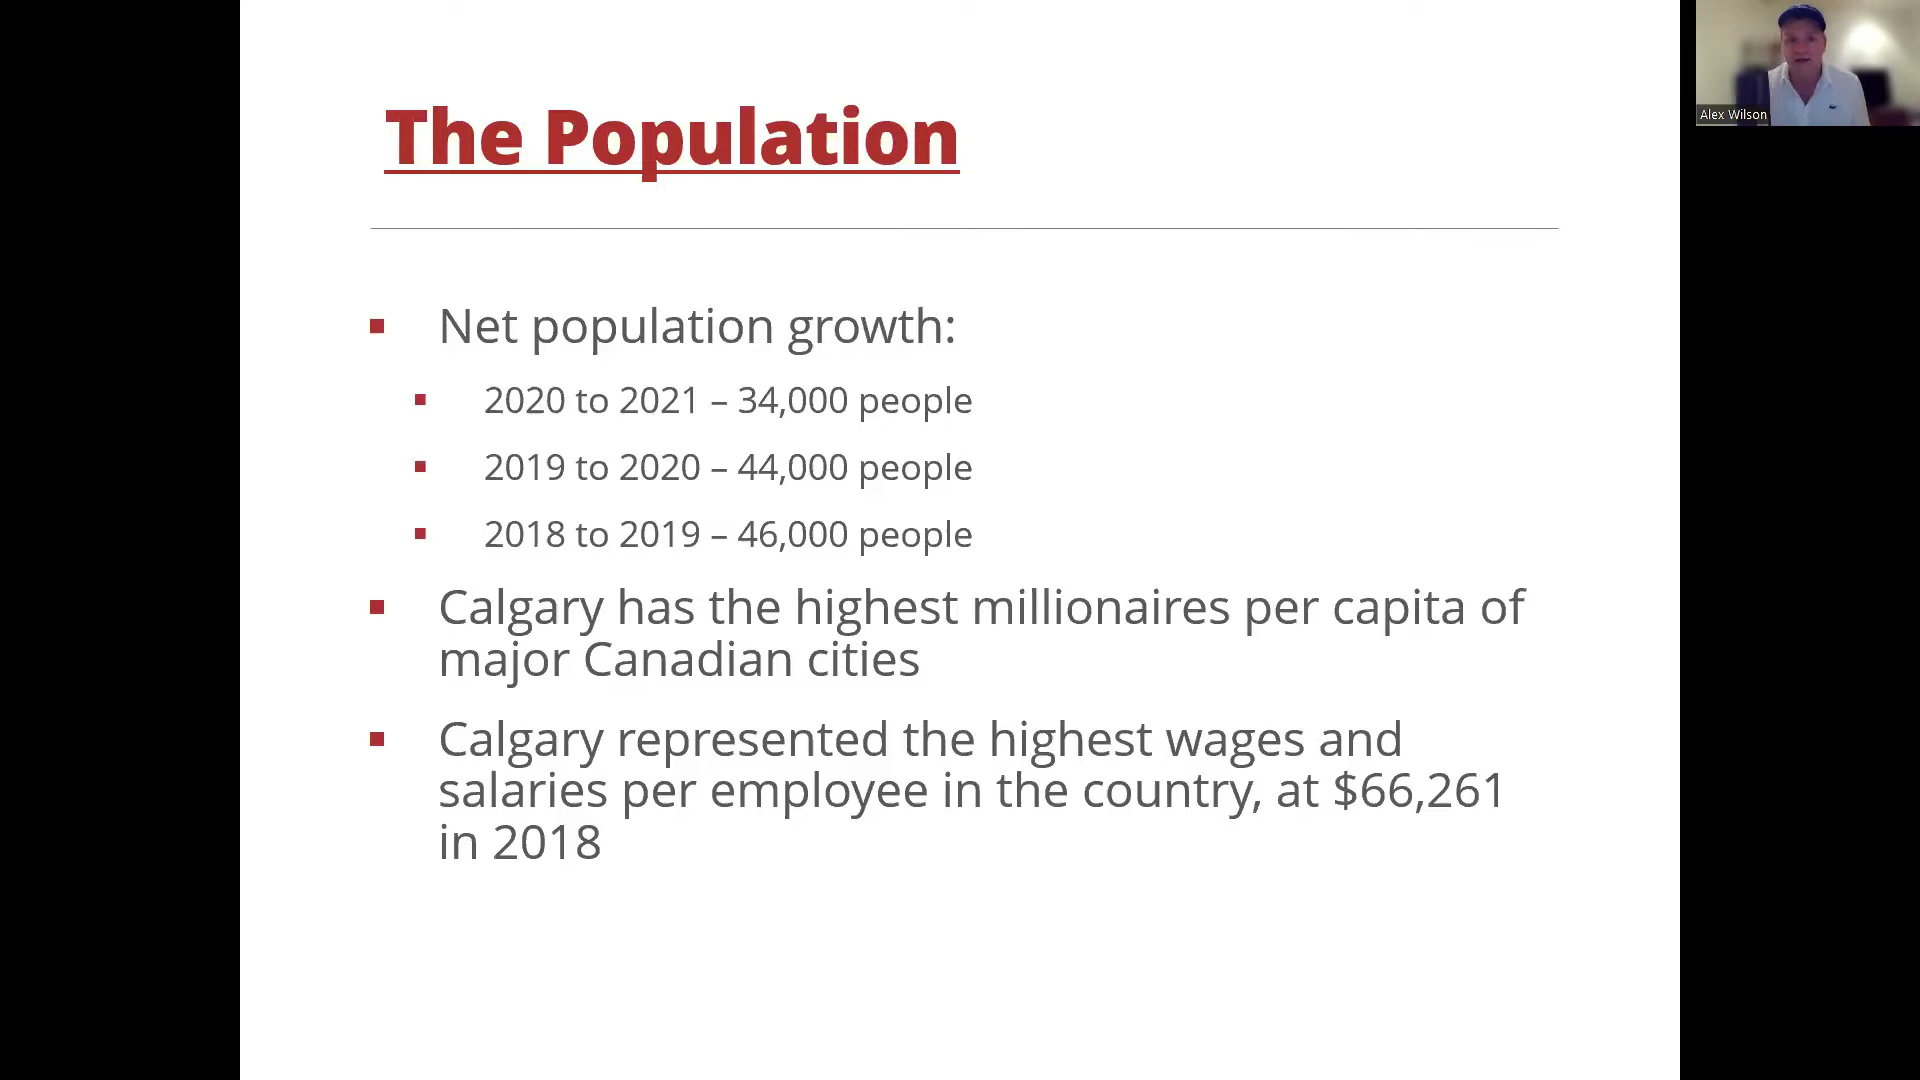 The Population
Alex Wilson
▪ Net population growth:
▪ 2020 to 2021 – 34,000 people
▪ 2019 to 2020 – 44,000 people
▪ 2018 to 2019 – 46,000 people
▪ Calgary has the highest millionaires per capita of
major Canadian cities
▪ Calgary represented the highest wages and
salaries per employee in the country, at $66,261
in 2018